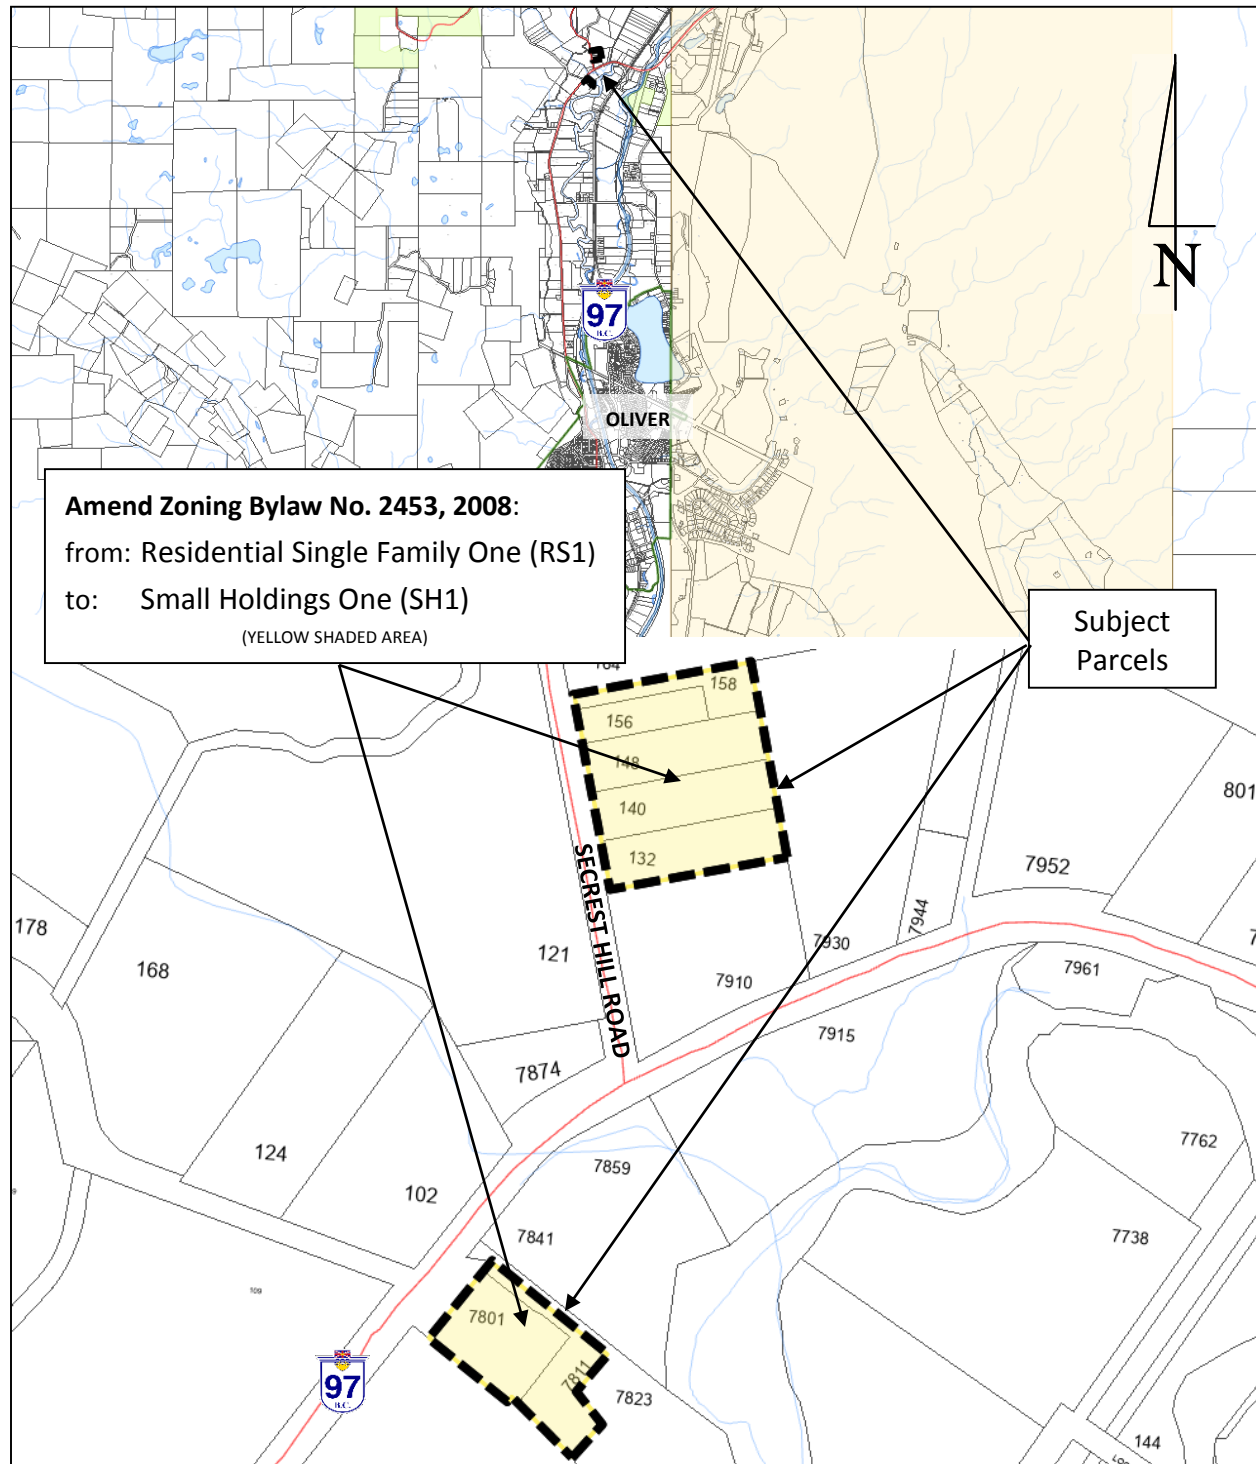 N
97
B.C.
OLIVER
Amend Zoning Bylaw No. 2453, 2008:
from: Residential Single Family One (RS1)
to: Small Holdings One (SH1)
(YELLOW SHADED AREA)
Subject
Parcels
158
156
148
140
132
SECREST HILL ROAD
801
7952
7944
7930
7961
178
168
121
7910
7915
7874
124
102
7859
7762
7841
7738
109
7801
7811
7823
97
B.C.
144